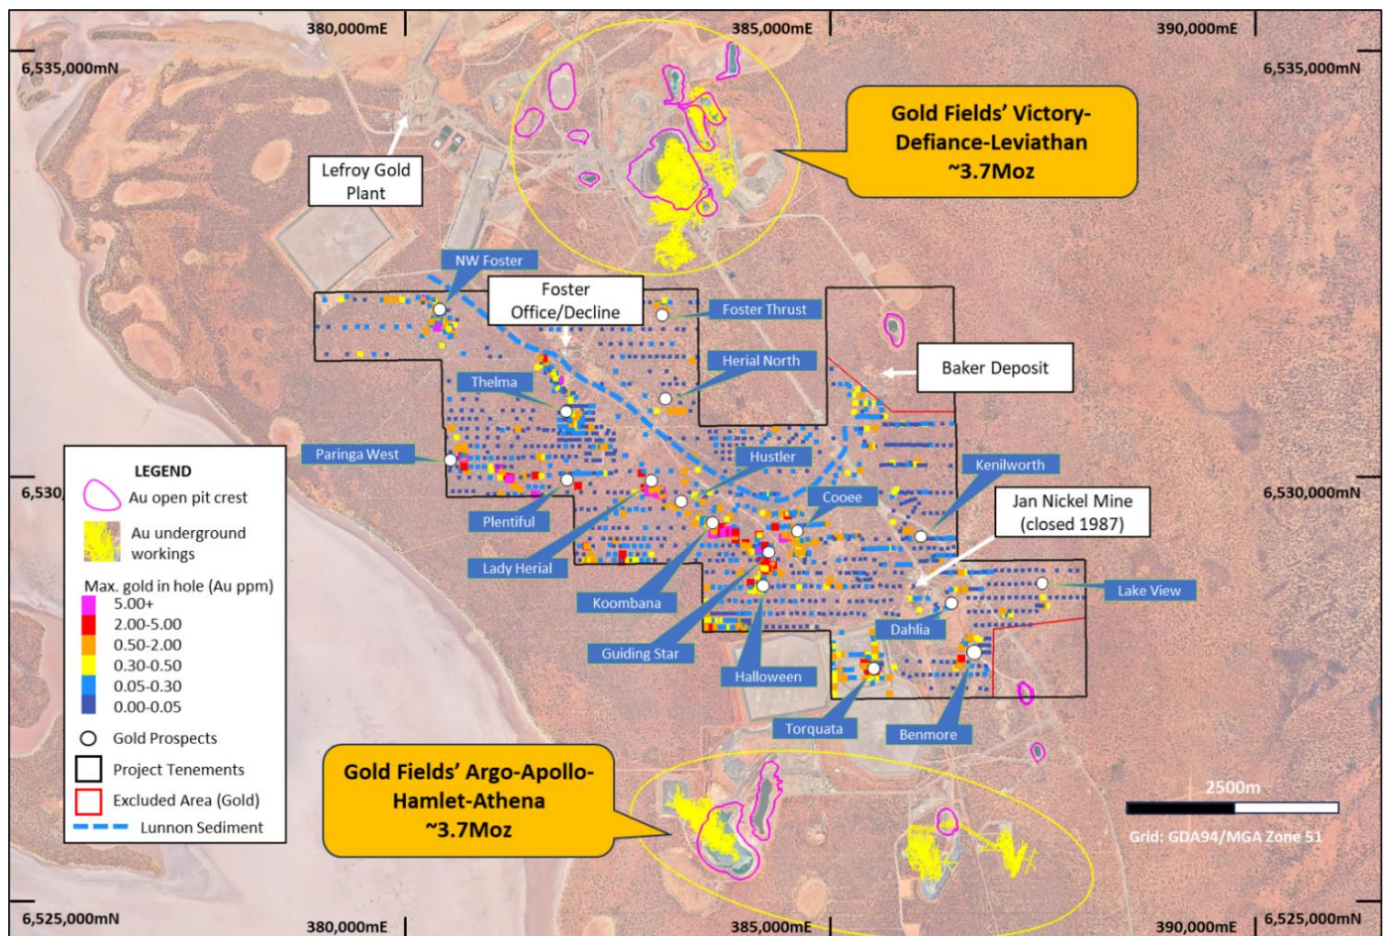 380,000mE
385,000mE
390,000mE
6,535,000mN
6,535,000mN
Gold Fields' Victory-
Defiance-Leviathan
~3.7Moz
Lefroy Gold
Plant
NW Foster
Foster
Office/Decline
Foster Thrust
Herial North
Baker Deposit
Thelma
Paringa West
Hustler
Kenilworth
6,530,
6,530,000mN
Cooee
Jan Nickel Mine
(closed 1987)
Plentiful
Lady Herial
Koombana
Lake View
Dahlia
Guiding Star
Halloween
Torquata
Benmore
LEGEND
Au open pit crest
Au underground
workings
Max. gold in hole (Au ppm)
5.00+
2.00-5.00
0.50-2.00
0.30-0.50
0.05-0.30
0.00-0.05
Gold Prospects
Project Tenements
Excluded Area (Gold)
Lunnon Sediment
Gold Fields' Argo-Apollo-
Hamlet-Athena
~3.7Moz
2500m
Grid: GDA94/MGA Zone 51
6,525,000mN
6,525,000mN
380,000mE
385,000mE
390,000mE